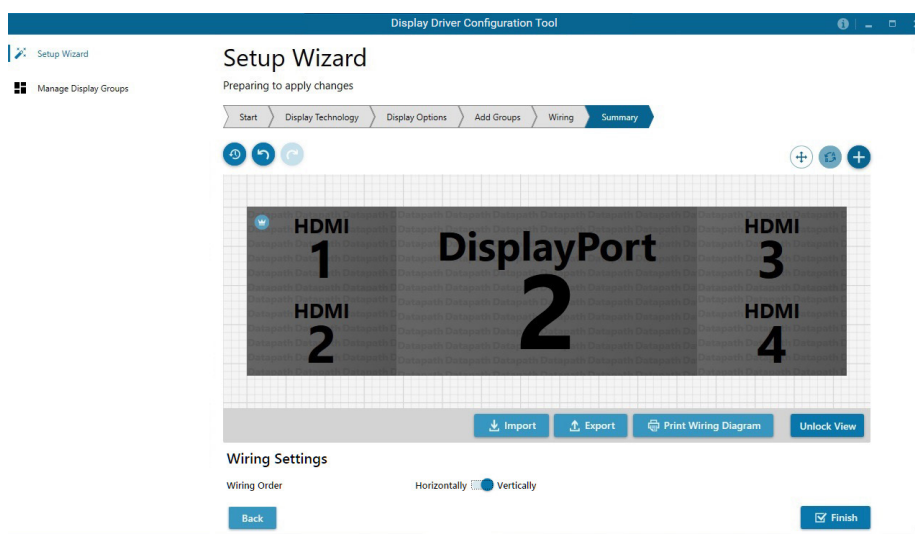 Display Driver Configuration Tool
Setup Wizard
Manage Display Groups
Setup Wizard
Preparing to apply changes
Start
Display Technology
Display Options
Add Groups
Wiring
Summary
HDMI
1
HDMI
2
DisplayPort
2
HDMI
3
HDMI
4
Import
Export
Print Wiring Diagram
Unlock View
Wiring Settings
Wiring Order
Horizontally
Vertically
Back
Finish